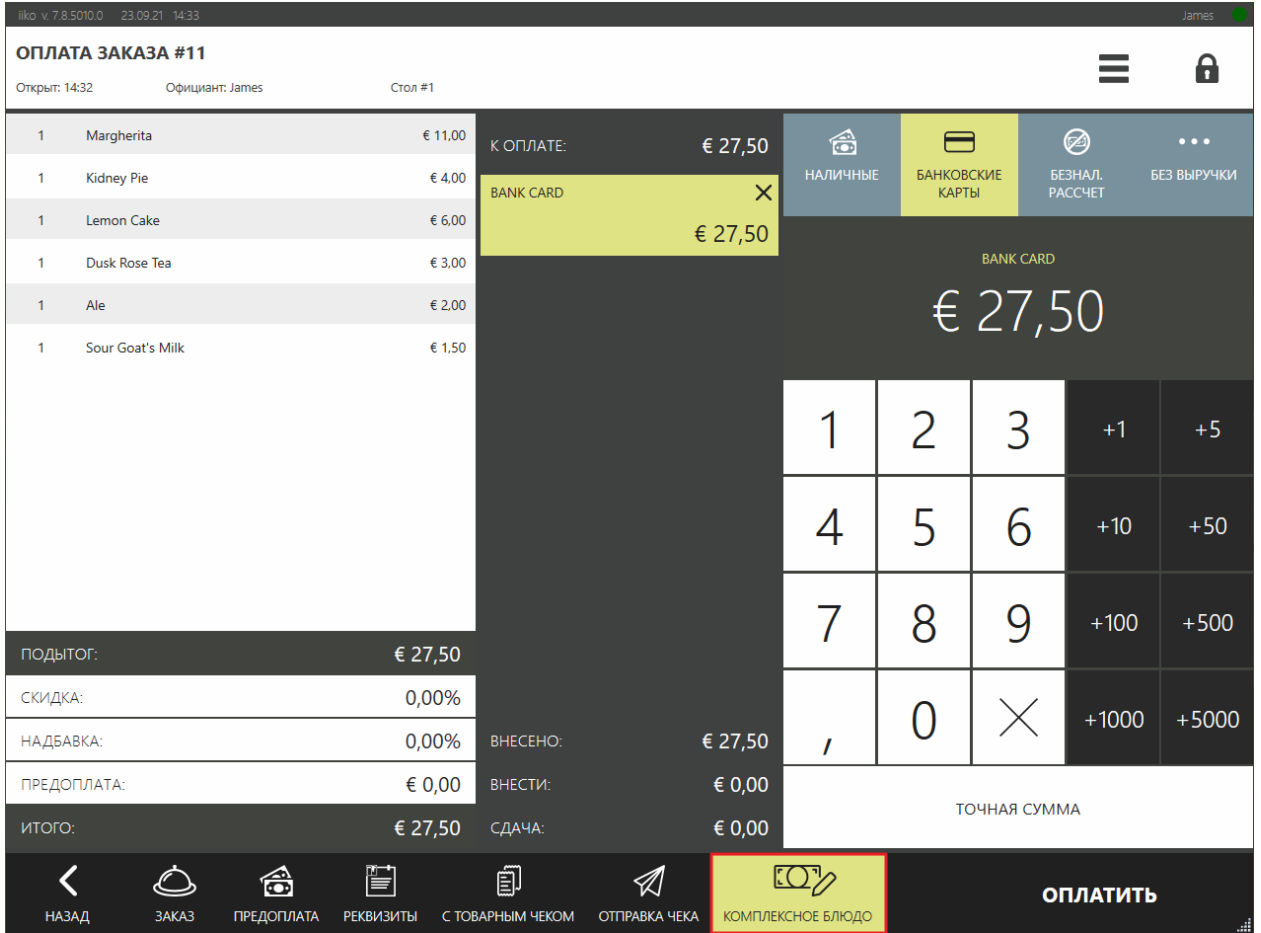 iiko v. 7.8.5010.0 23.09.21 14:33 James
ОПЛАТА ЗАКАЗА #11
Открыт: 14:32 Официант: James Стол #1
1 Margherita € 11,00
1 Kidney Pie € 4,00
1 Lemon Cake € 6,00
1 Dusk Rose Tea € 3,00
1 Ale € 2,00
1 Sour Goat's Milk € 1,50
ПОДЫТОГ: € 27,50
СКИДКА: 0,00%
НАДБАВКА: 0,00%
ПРЕДОПЛАТА: € 0,00
ИТОГО: € 27,50
К ОПЛАТЕ: € 27,50
BANK CARD
€ 27,50
ВНЕСЕНО: € 27,50
ВНЕСТИ: € 0,00
СДАЧА: € 0,00
НАЛИЧНЫЕ
БАНКОВСКИЕ
КАРТЫ
БЕЗНАЛ.
РАССЧЕТ
БЕЗ ВЫРУЧКИ
BANK CARD
€ 27,50
1 2 3 +1 +5
4 5 6 +10 +50
7 8 9 +100 +500
, 0 +1000 +5000
ТОЧНАЯ СУММА
НАЗАД ЗАКАЗ ПРЕДОПЛАТА РЕКВИЗИТЫ С ТОВАРНЫМ ЧЕКОМ ОТПРАВКА ЧЕКА КОМПЛЕКСНОЕ БЛЮДО ОПЛАТИТЬ